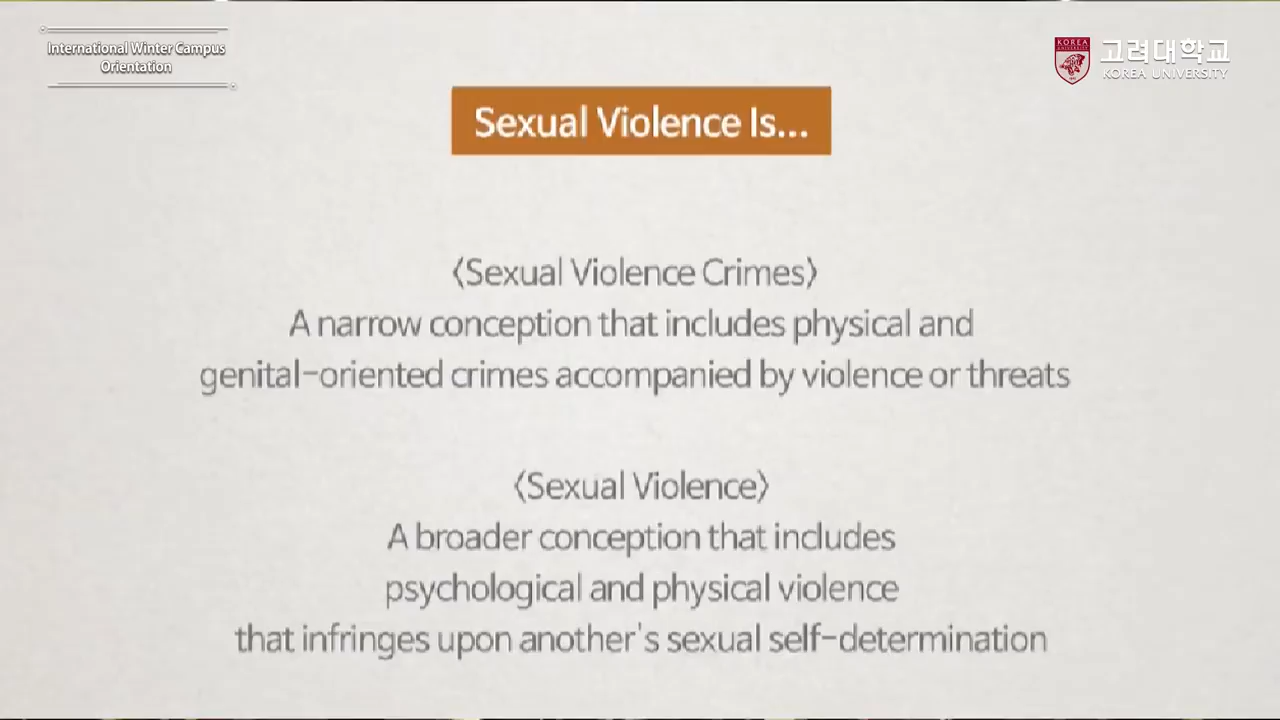 International Winter Campus
Orientation
KOREA
고려대학교
KOREA UNIVERSITY
Sexual Violence Is...
〈Sexual Violence Crimes〉
A narrow conception that includes physical and
genital-oriented crimes accompanied by violence or threats
〈Sexual Violence〉
A broader conception that includes
psychological and physical violence
that infringes upon another's sexual self-determination